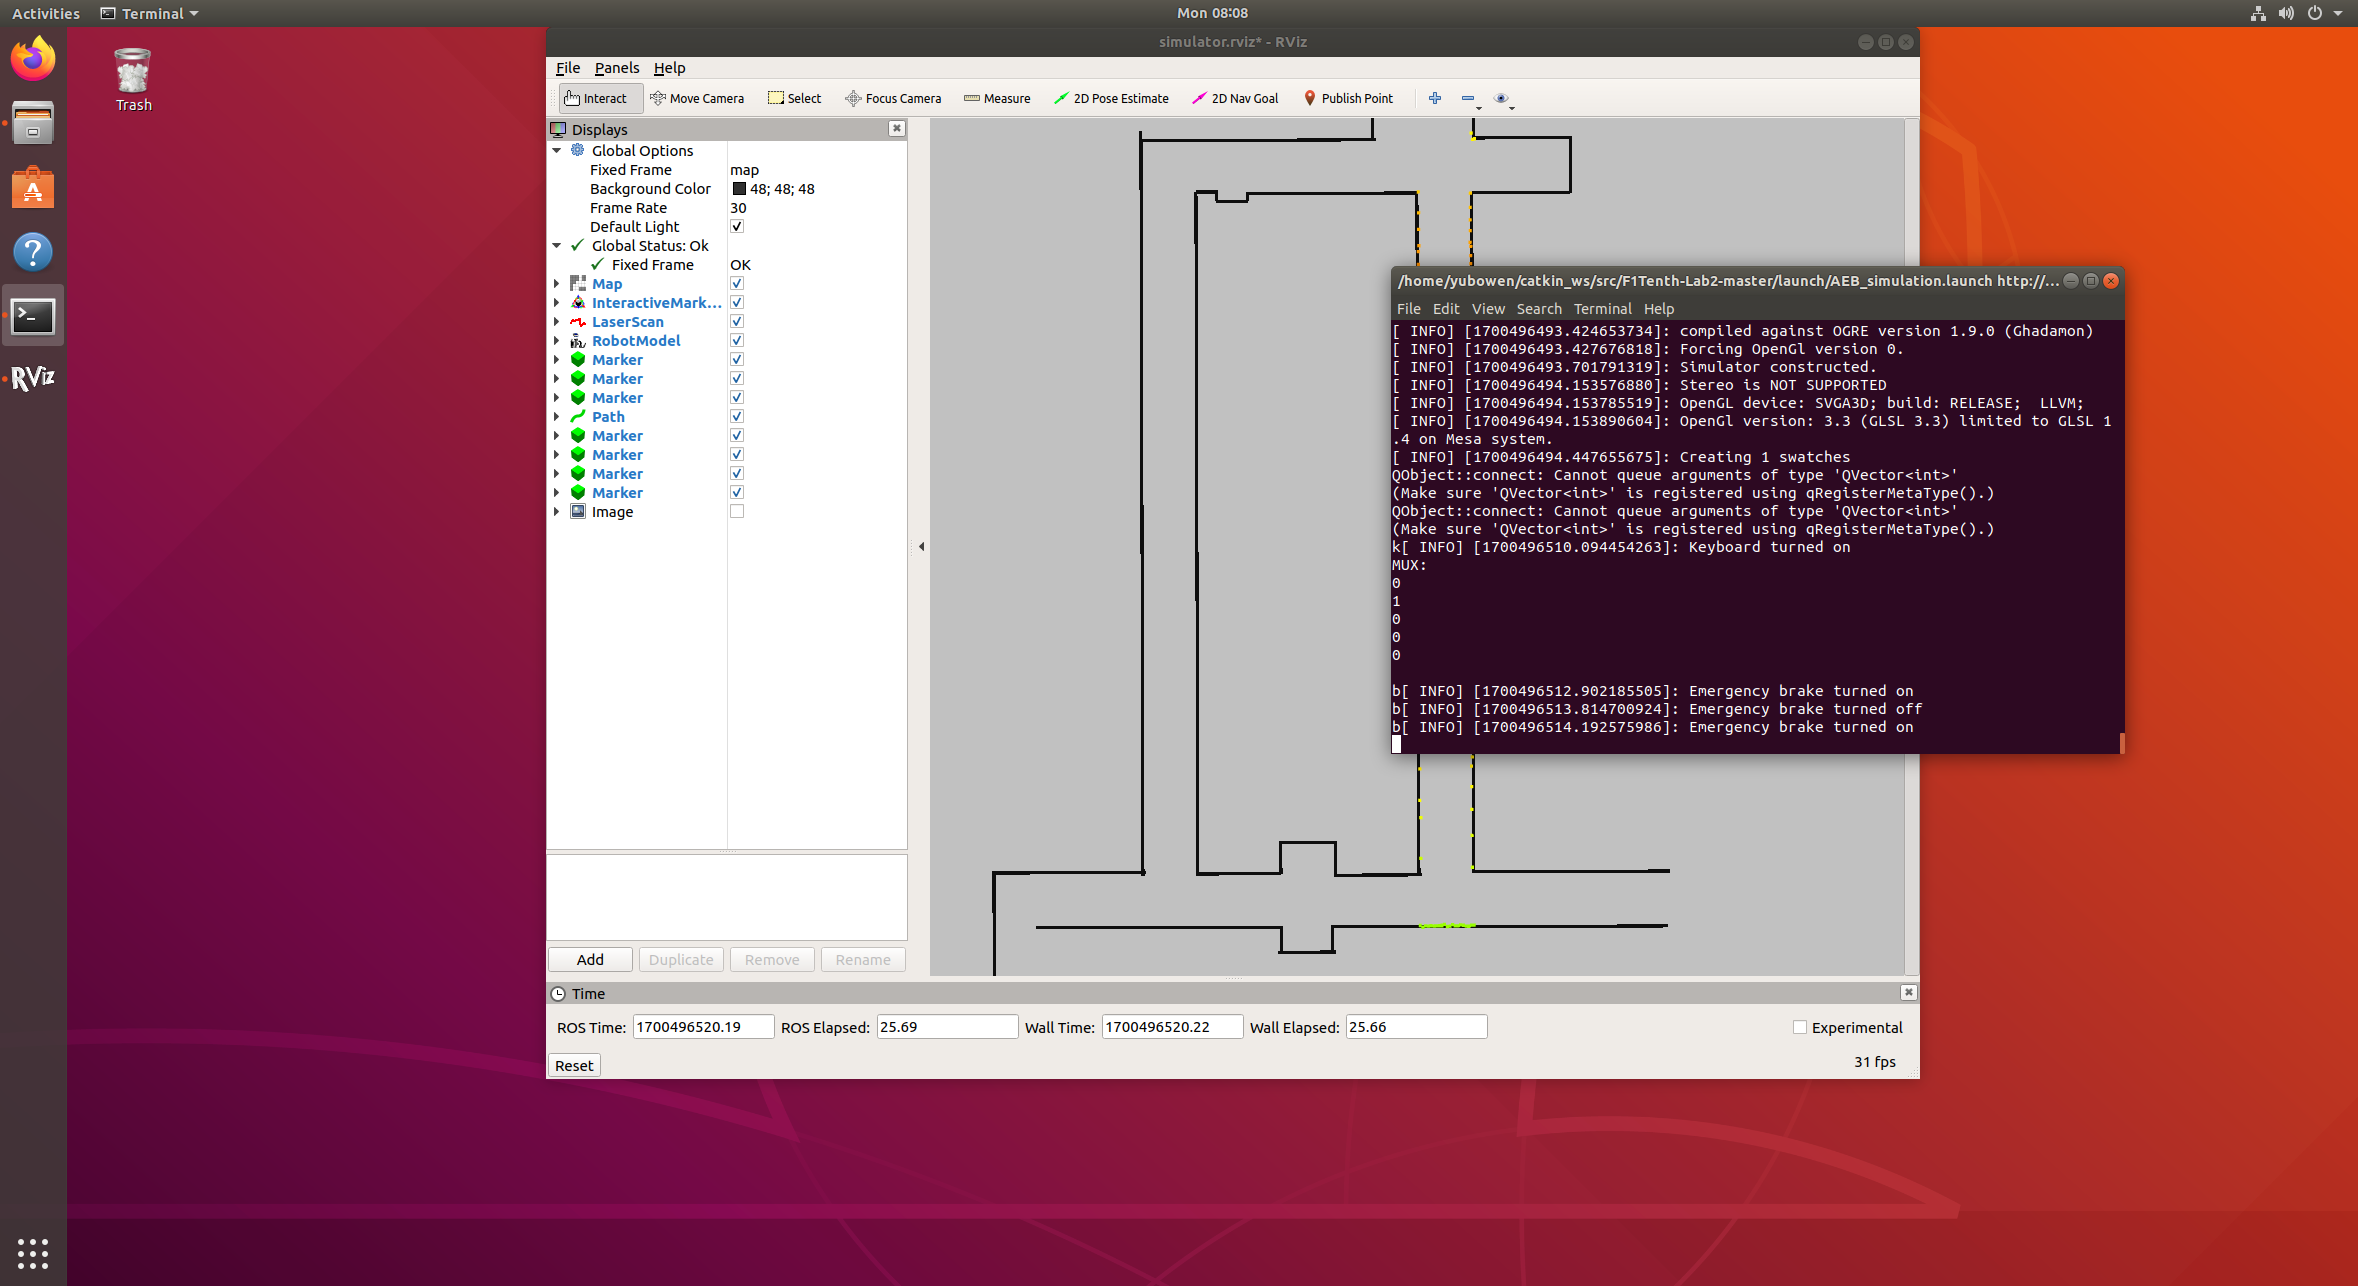 Activities
Terminal
Mon 08:08
Trash
simulator.rviz* - RViz
File Panels Help
Interact Move Camera Select Focus Camera Measure 2D Pose Estimate 2D Nav Goal Publish Point
Displays
Global Options
Fixed Frame map
Background Color 48; 48; 48
Frame Rate 30
Default Light
Global Status: Ok
Fixed Frame OK
Map
InteractiveMark...
LaserScan
RobotModel
Marker
Marker
Marker
Path
Marker
Marker
Marker
Marker
Image
Add Duplicate Remove Rename
RViz
/home/yubowen/catkin_ws/src/F1Tenth-Lab2-master/launch/AEB_simulation.launch http://...
File Edit View Search Terminal Help
[ INFO] [1700496493.424653734]: compiled against OGRE version 1.9.0 (Ghadamon)
[ INFO] [1700496493.427676818]: Forcing OpenGl version 0.
[ INFO] [1700496493.701791319]: Simulator constructed.
[ INFO] [1700496494.153576880]: Stereo is NOT SUPPORTED
[ INFO] [1700496494.153785519]: OpenGL device: SVGA3D; build: RELEASE;  LLVM;
[ INFO] [1700496494.153890604]: OpenGl version: 3.3 (GLSL 3.3) limited to GLSL 1
.4 on Mesa system.
[ INFO] [1700496494.447655675]: Creating 1 swatches
QObject::connect: Cannot queue arguments of type 'QVector<int>'
(Make sure 'QVector<int>' is registered using qRegisterMetaType().)
QObject::connect: Cannot queue arguments of type 'QVector<int>'
(Make sure 'QVector<int>' is registered using qRegisterMetaType().)
k[ INFO] [1700496510.094454263]: Keyboard turned on
MUX:
0
1
0
0
0
b[ INFO] [1700496512.902185505]: Emergency brake turned on
b[ INFO] [1700496513.814700924]: Emergency brake turned off
b[ INFO] [1700496514.192575986]: Emergency brake turned on
Time
ROS Time: 1700496520.19 ROS Elapsed: 25.69 Wall Time: 1700496520.22 Wall Elapsed: 25.66 Experimental
Reset 31 fps